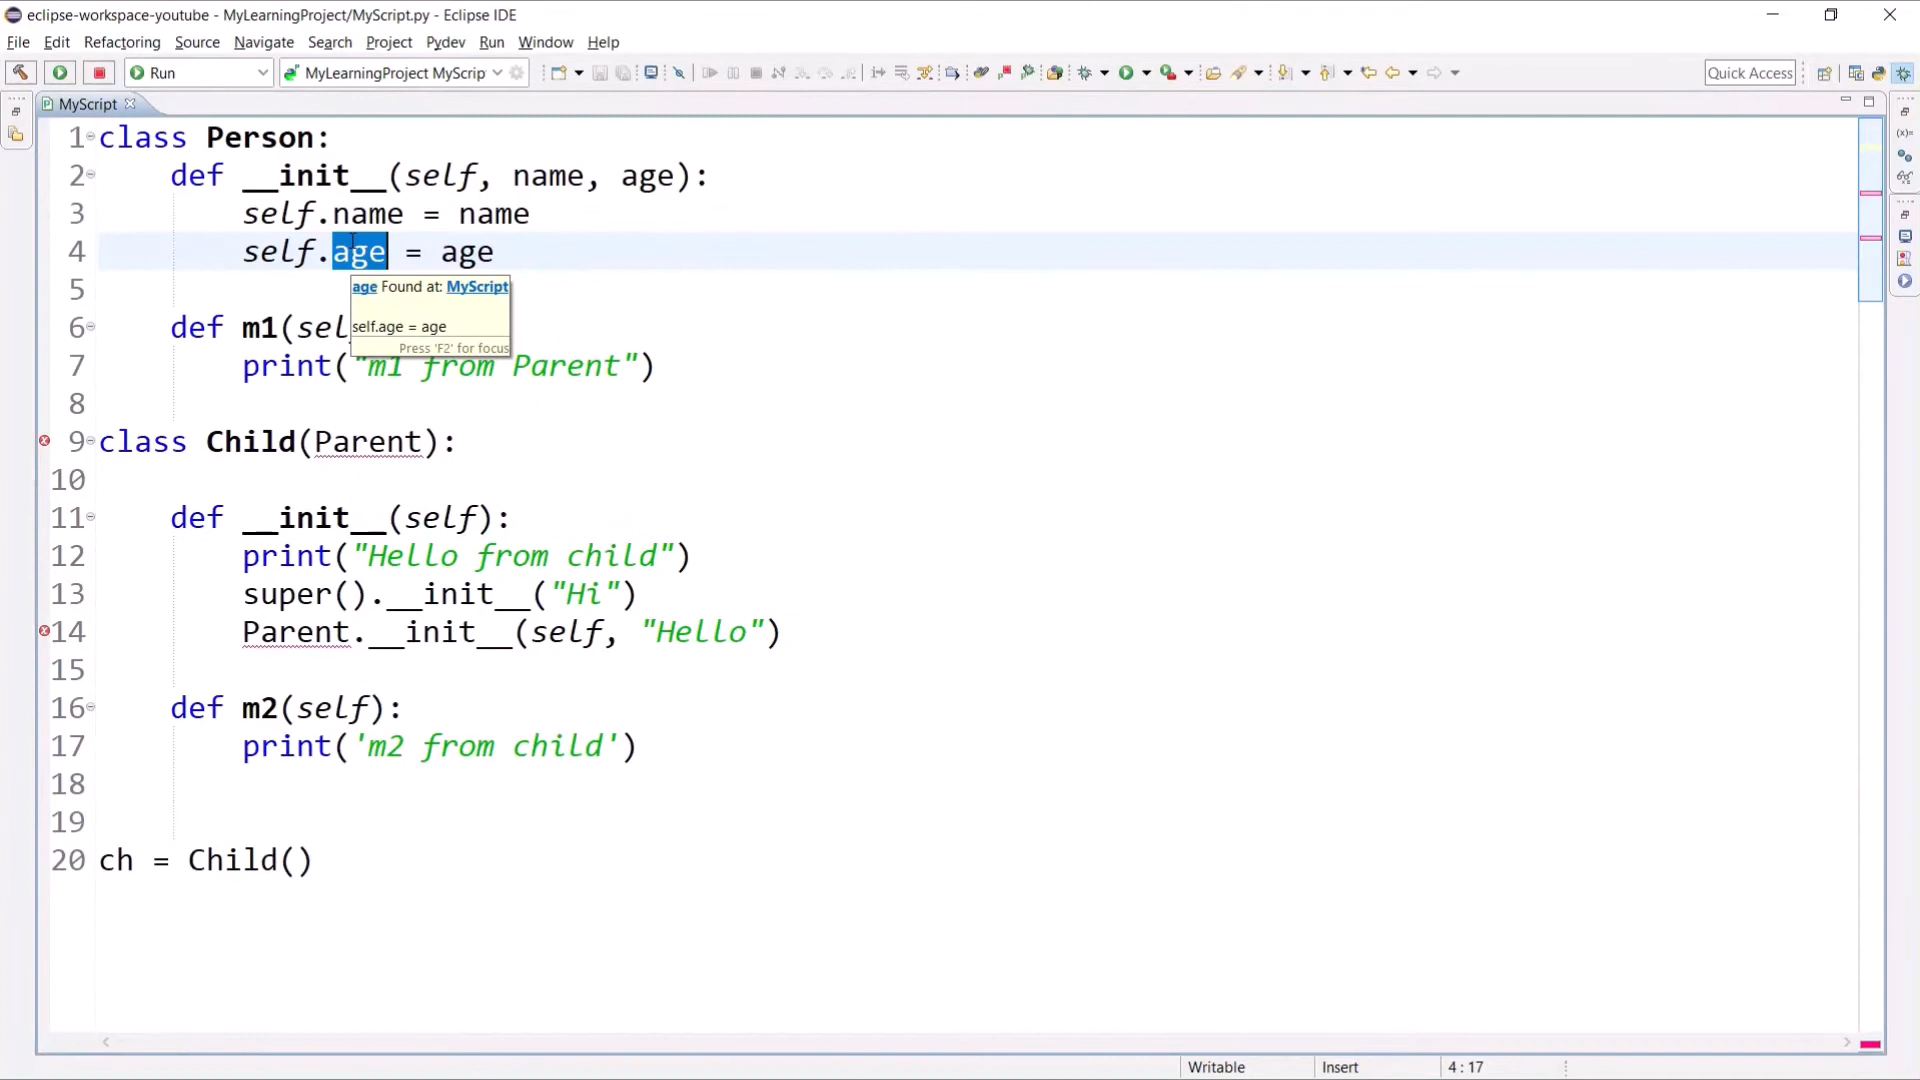 eclipse-workspace-youtube - MyLearningProject/MyScript.py - Eclipse IDE
File Edit Refactoring Source Navigate Search Project Pydev Run Window Help
Run MyLearningProject MyScrip Quick Access
MyScript
1 class Person:
2 def __init__(self, name, age):
3 self.name = name
4 self.age = age
5
age Found at: MyScript
6 def m1(sel
self.age = age
Press 'F2' for focus
7 print("m1 from Parent")
8
9 class Child(Parent):
10
11 def __init__(self):
12 print("Hello from child")
13 super().__init__("Hi")
14 Parent.__init__(self, "Hello")
15
16 def m2(self):
17 print('m2 from child')
18
19
20 ch = Child()
Writable Insert 4 : 17